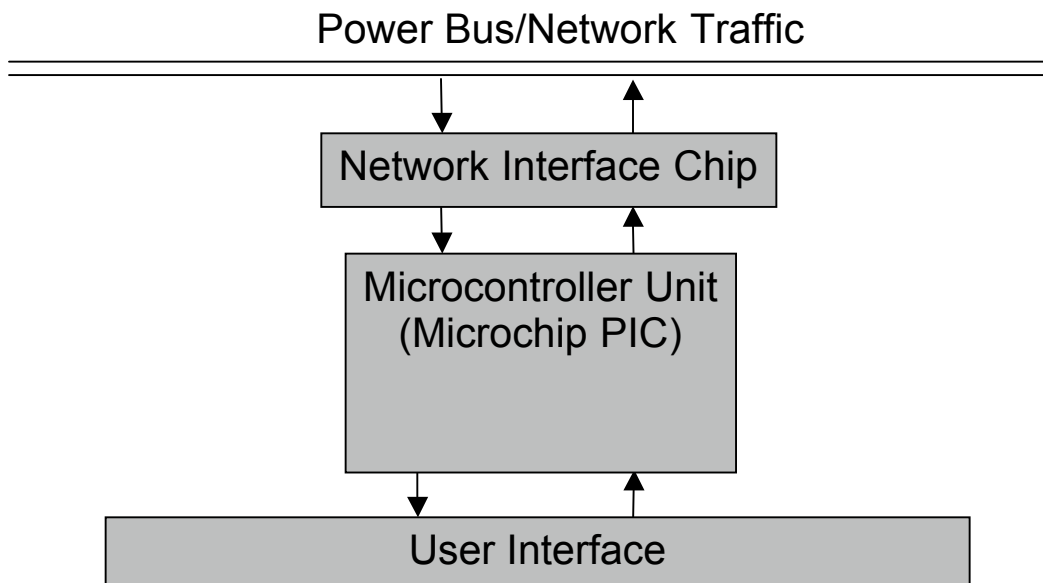 Power Bus/Network Traffic
Network Interface Chip
Microcontroller Unit
(Microchip PIC)
User Interface